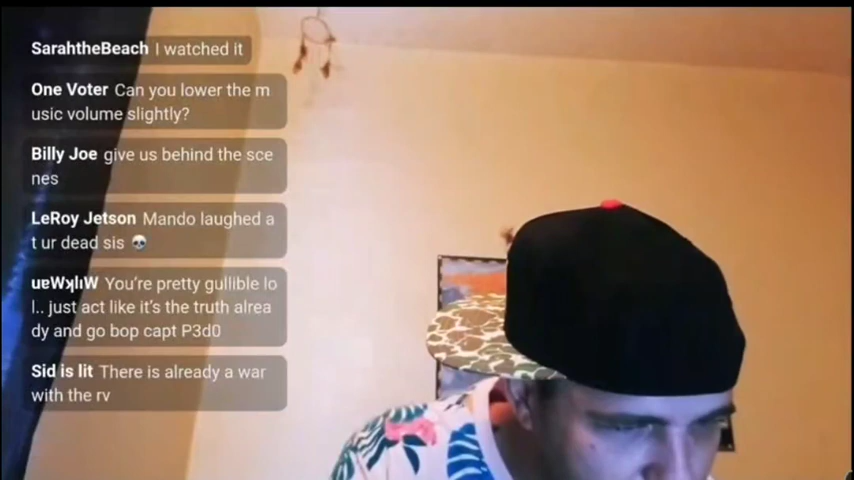 SarahtheBeach I watched it
One Voter Can you lower the m
usic volume slightly?
Billy Joe give us behind the sce
nes
LeRoy Jetson Mando laughed a
t ur dead sis 💀
uɐWʞlıW You're pretty gullible lo
l.. just act like it's the truth alrea
dy and go bop capt P3d0
Sid is lit There is already a war
with the rv